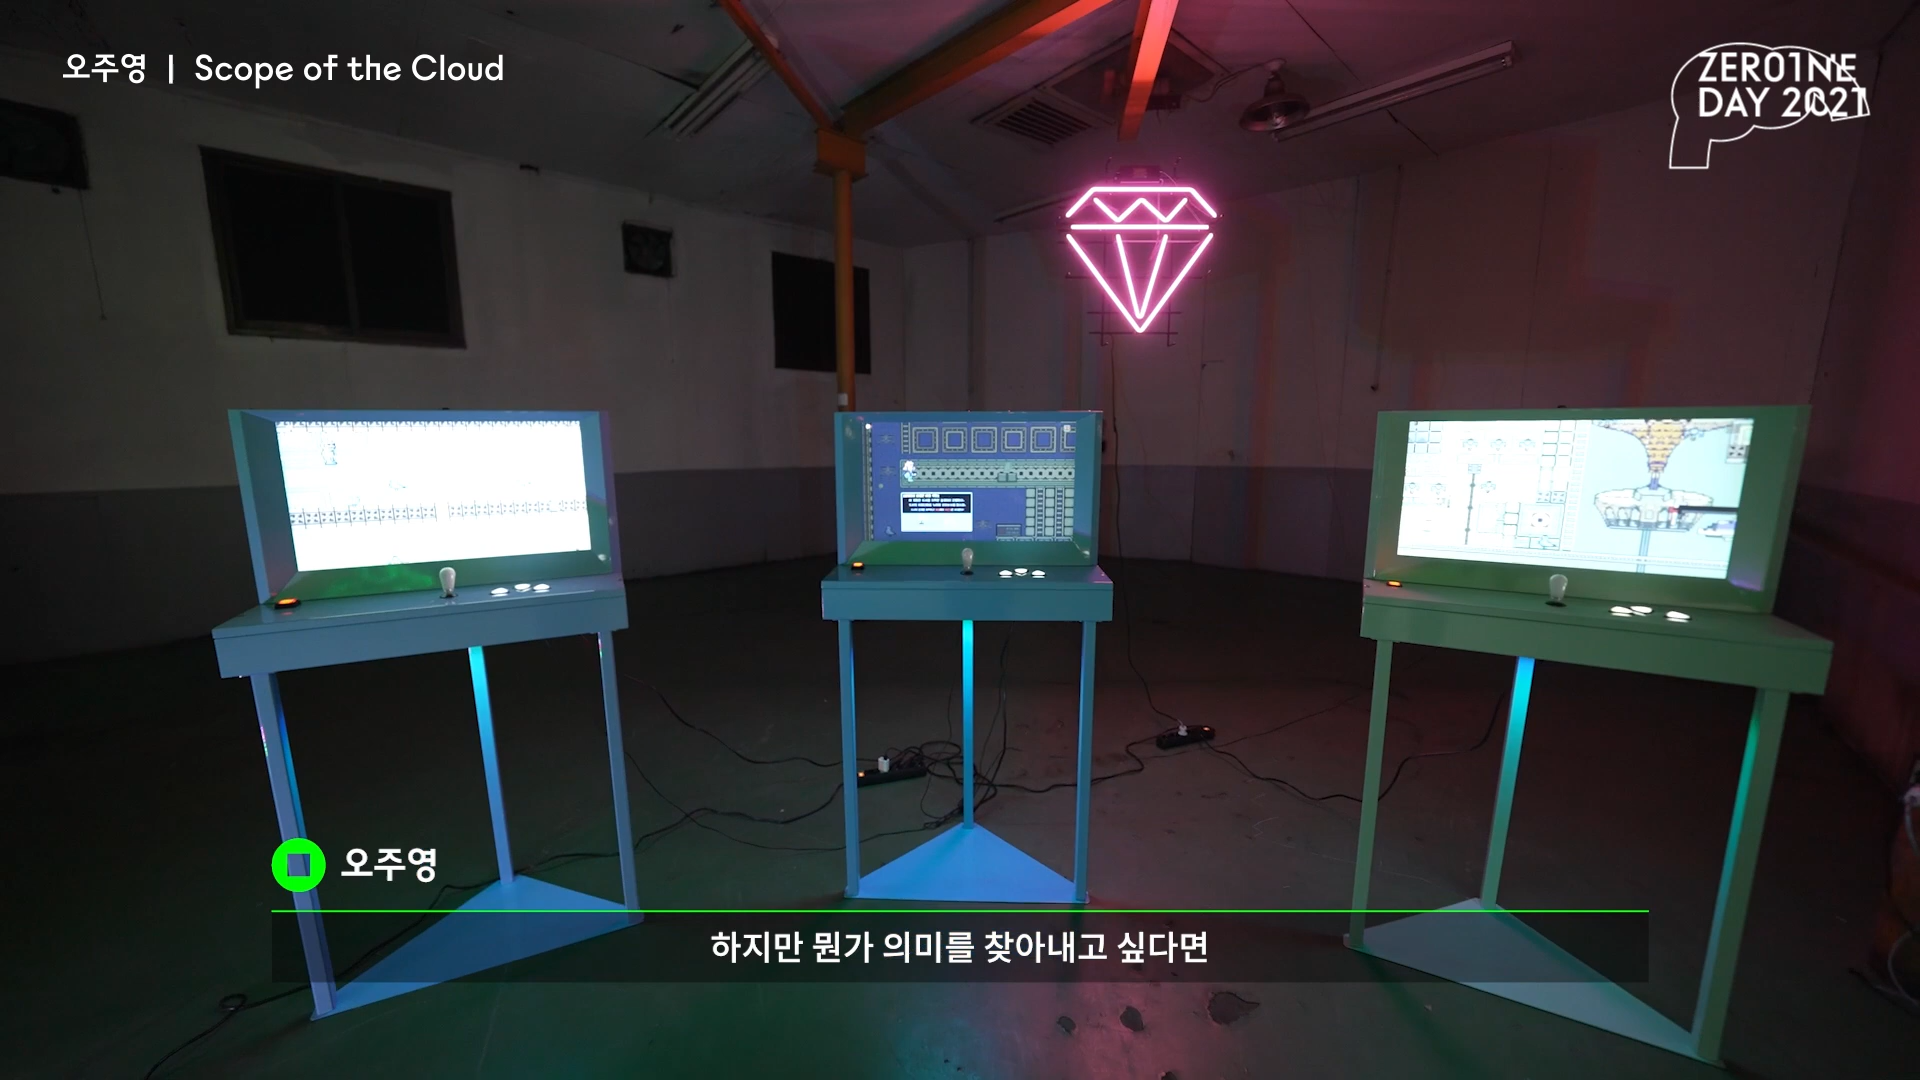 오주영 | Scope of the Cloud
ZERO1NE
DAY 2021
오주영
하지만 뭔가 의미를 찾아내고 싶다면